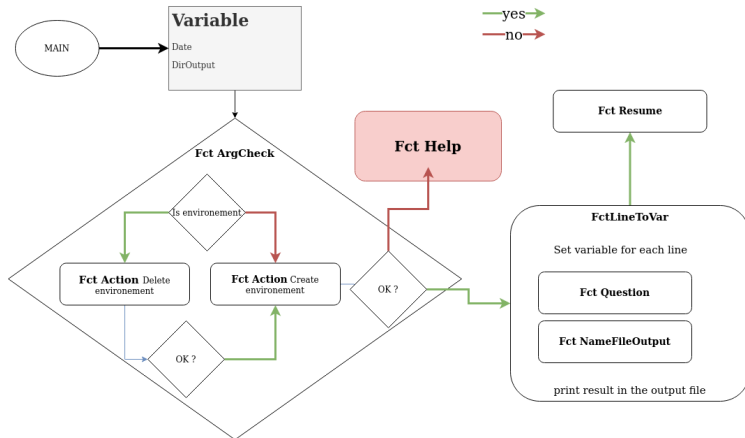 Variable
MAIN
Date
DirOutput
yes
no
Fct Resume
Fct Help
Fct ArgCheck
Is environement
FctLineToVar
Set variable for each line
Fct Action Delete
environement
Fct Action Create
environement
OK ?
Fct Question
OK ?
Fct NameFileOutput
print result in the output file